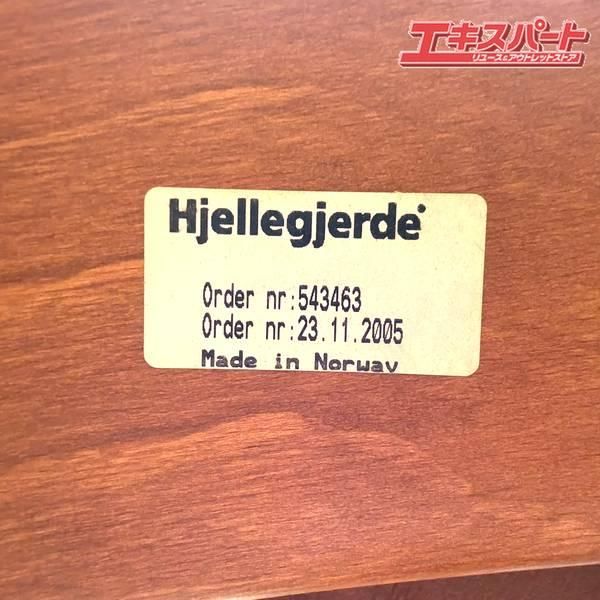 エキスパート
リユース&アウトレットストア
Hjellegjerde
Order nr:543463
Order nr:23.11.2005
Made in Norway